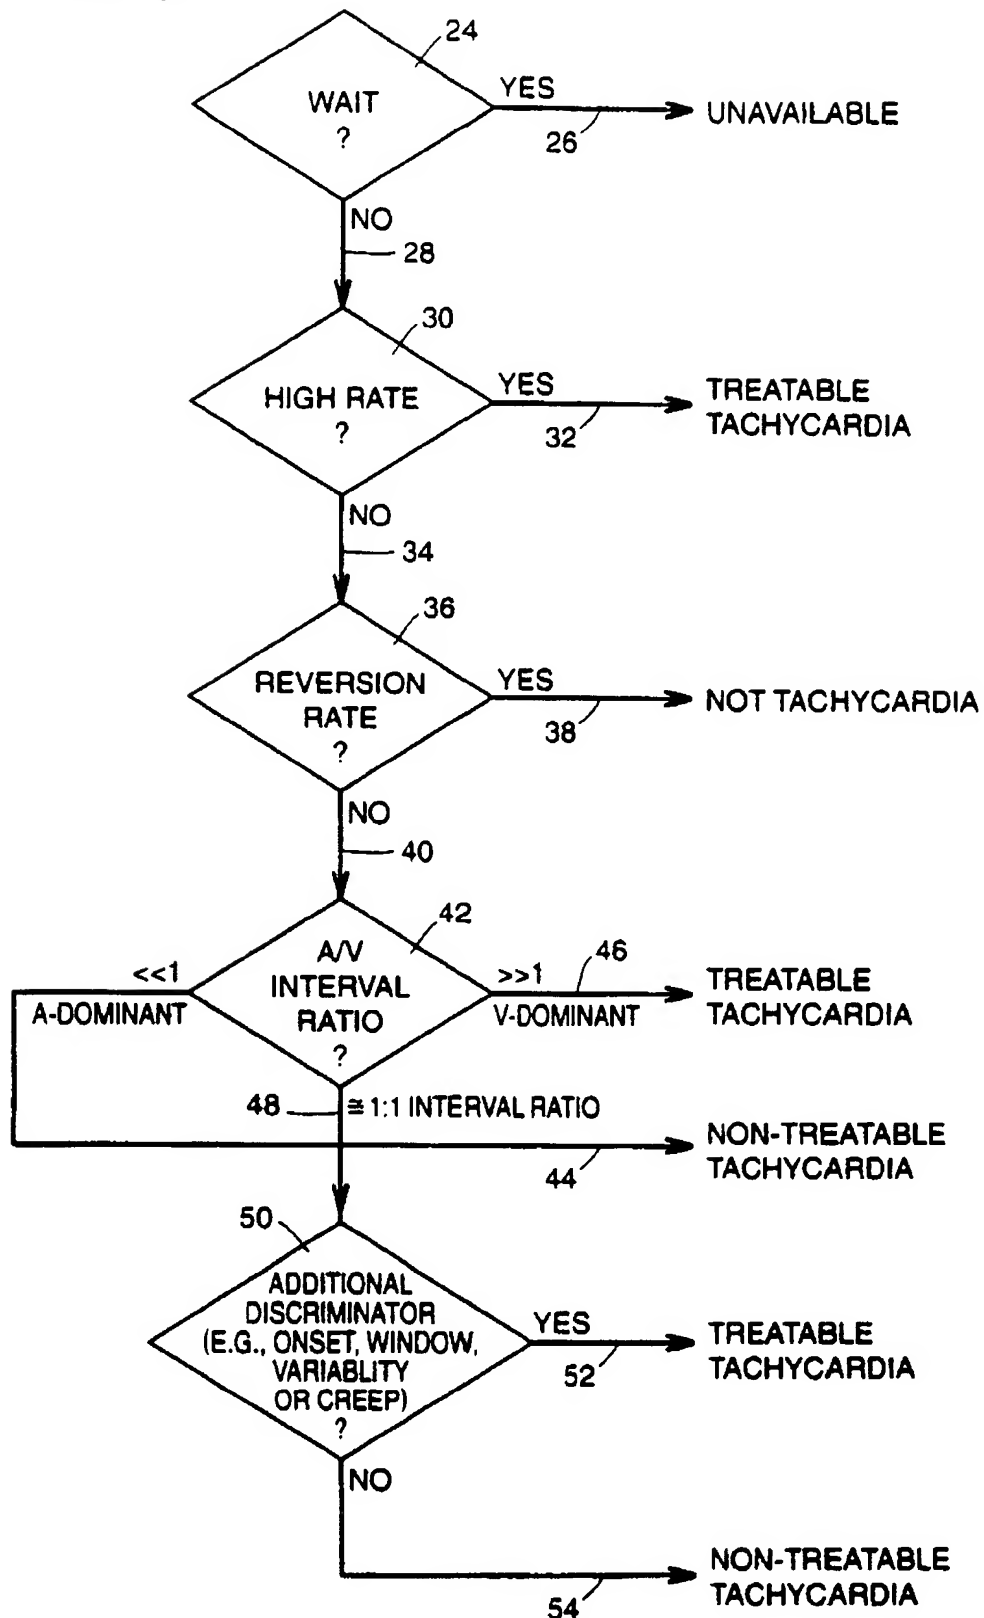 24
WAIT
?
YES
26
UNAVAILABLE
NO
28
30
HIGH RATE
?
YES
32
TREATABLE
TACHYCARDIA
NO
34
36
REVERSION
RATE
?
YES
38
NOT TACHYCARDIA
NO
40
42
A/V
INTERVAL
RATIO
?
<<1
A-DOMINANT
>>1
46
V-DOMINANT
TREATABLE
TACHYCARDIA
48
≅ 1:1 INTERVAL RATIO
44
NON-TREATABLE
TACHYCARDIA
50
ADDITIONAL
DISCRIMINATOR
(E.G., ONSET, WINDOW,
VARIABLITY
OR CREEP)
?
YES
52
TREATABLE
TACHYCARDIA
NO
54
NON-TREATABLE
TACHYCARDIA